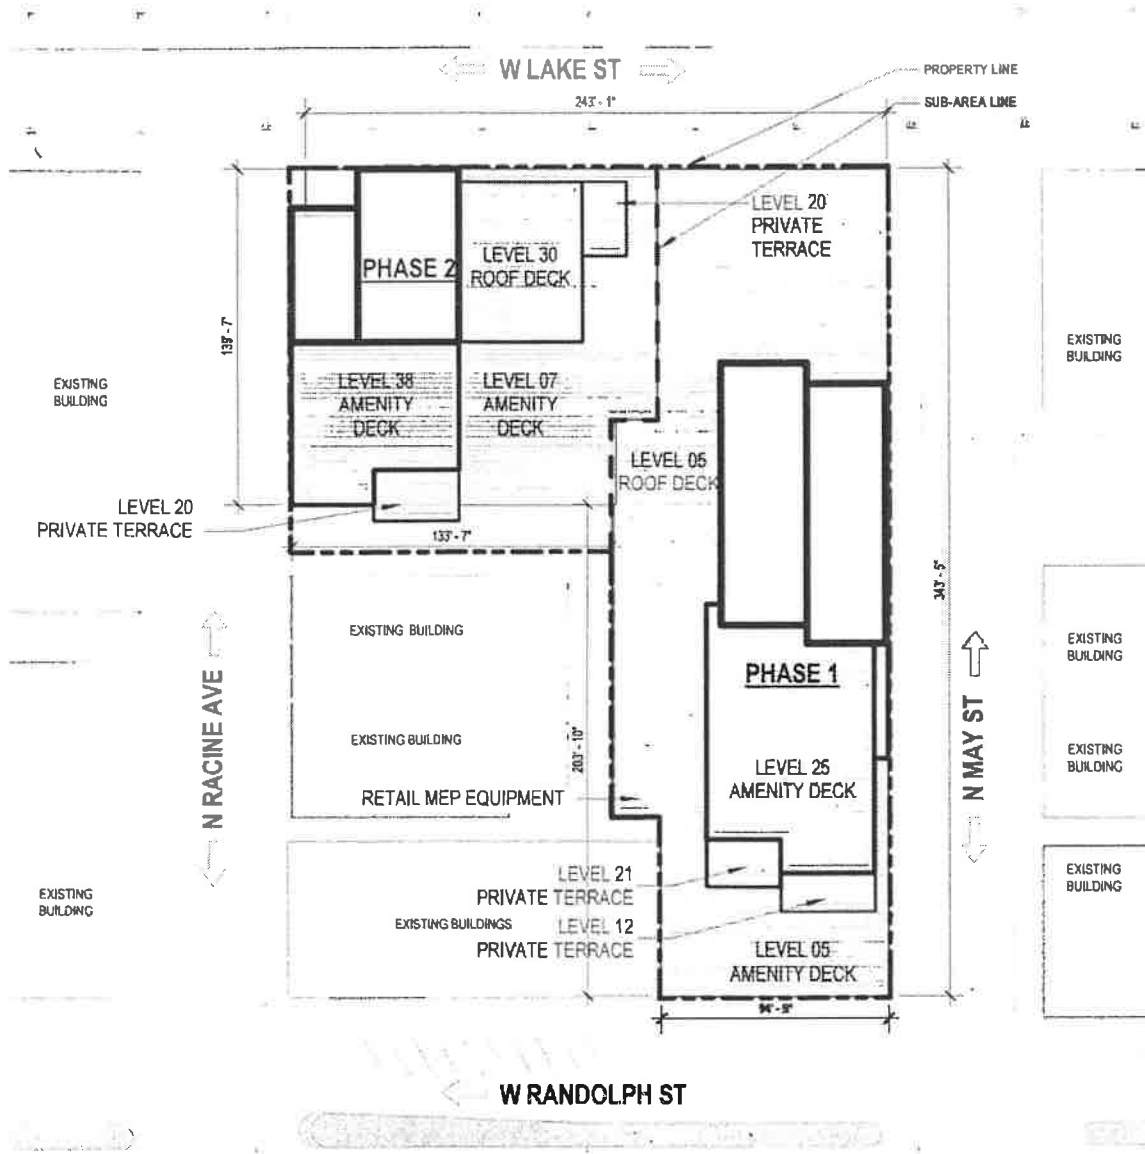 W LAKE ST
PROPERTY LINE
243'- 1"
SUB-AREA LINE
LEVEL 20
PRIVATE
TERRACE
LEVEL 30
ROOF DECK
PHASE 2
139'- 7"
EXISTING
BUILDING
EXISTING
BUILDING
LEVEL 38
AMENITY
DECK
LEVEL 07
AMENITY
DECK
LEVEL 05
ROOF DECK
LEVEL 20
PRIVATE TERRACE
133'- 7"
343'- 5"
EXISTING BUILDING
EXISTING
BUILDING
N RACINE AVE
PHASE 1
N MAY ST
EXISTING BUILDING
203'- 10"
EXISTING
BUILDING
LEVEL 25
AMENITY DECK
RETAIL MEP EQUIPMENT
LEVEL 21
PRIVATE TERRACE
EXISTING
BUILDING
EXISTING
BUILDING
EXISTING BUILDINGS
LEVEL 12
PRIVATE TERRACE
LEVEL 05
AMENITY DECK
W RANDOLPH ST